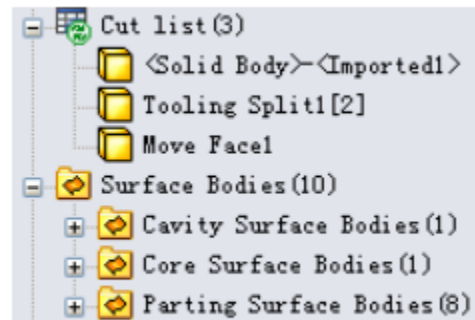 Cut list(3)
<Solid Body>-<Imported1>
Tooling Split1[2]
Move Face1
Surface Bodies(10)
Cavity Surface Bodies(1)
Core Surface Bodies(1)
Parting Surface Bodies(8)